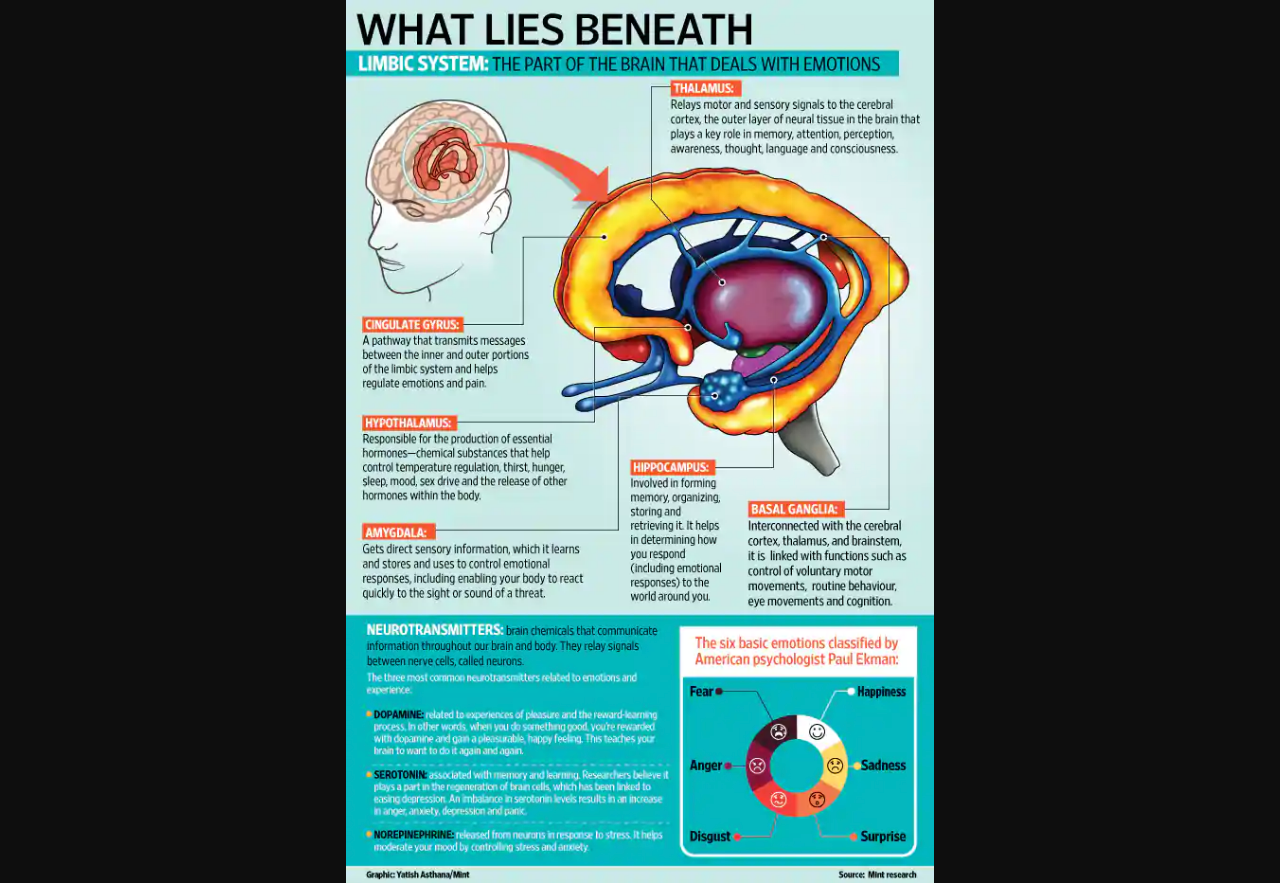 WHAT LIES BENEATH
LIMBIC SYSTEM: THE PART OF THE BRAIN THAT DEALS WITH EMOTIONS
THALAMUS:
Relays motor and sensory signals to the cerebral
cortex, the outer layer of neural tissue in the brain that
plays a key role in memory, attention, perception,
awareness, thought, language and consciousness.
CINGULATE GYRUS:
A pathway that transmits messages
between the inner and outer portions
of the limbic system and helps
regulate emotions and pain.
HYPOTHALAMUS:
Responsible for the production of essential
hormones—chemical substances that help
control temperature regulation, thirst, hunger,
sleep, mood, sex drive and the release of other
hormones within the body.
AMYGDALA:
Gets direct sensory information, which it learns
and stores and uses to control emotional
responses, including enabling your body to react
quickly to the sight or sound of a threat.
HIPPOCAMPUS:
Involved in forming
memory, organizing,
storing and
retrieving it. It helps
in determining how
you respond
(including emotional
responses) to the
world around you.
BASAL GANGLIA:
Interconnected with the cerebral
cortex, thalamus, and brainstem,
it is linked with functions such as
control of voluntary motor
movements, routine behaviour,
eye movements and cognition.
NEUROTRANSMITTERS: brain chemicals that communicate
information throughout our brain and body. They relay signals
between nerve cells, called neurons.
The three most common neurotransmitters related to emotions and
experience:
DOPAMINE: related to experiences of pleasure and the reward-learning
process. In other words, when you do something good, you're rewarded
with dopamine and gain a pleasurable, happy feeling. This teaches your
brain to want to do it again and again.
SEROTONIN: associated with memory and learning. Researchers believe it
plays a part in the regeneration of brain cells, which has been linked to
easing depression. An imbalance in serotonin levels results in an increase
in anger, anxiety, depression and panic.
NOREPINEPHRINE: released from neurons in response to stress. It helps
moderate your mood by controlling stress and anxiety.
The six basic emotions classified by
American psychologist Paul Ekman:
Fear
Happiness
Anger
Sadness
Disgust
Surprise
Graphic: Yatish Asthana/Mint
Source: Mint research